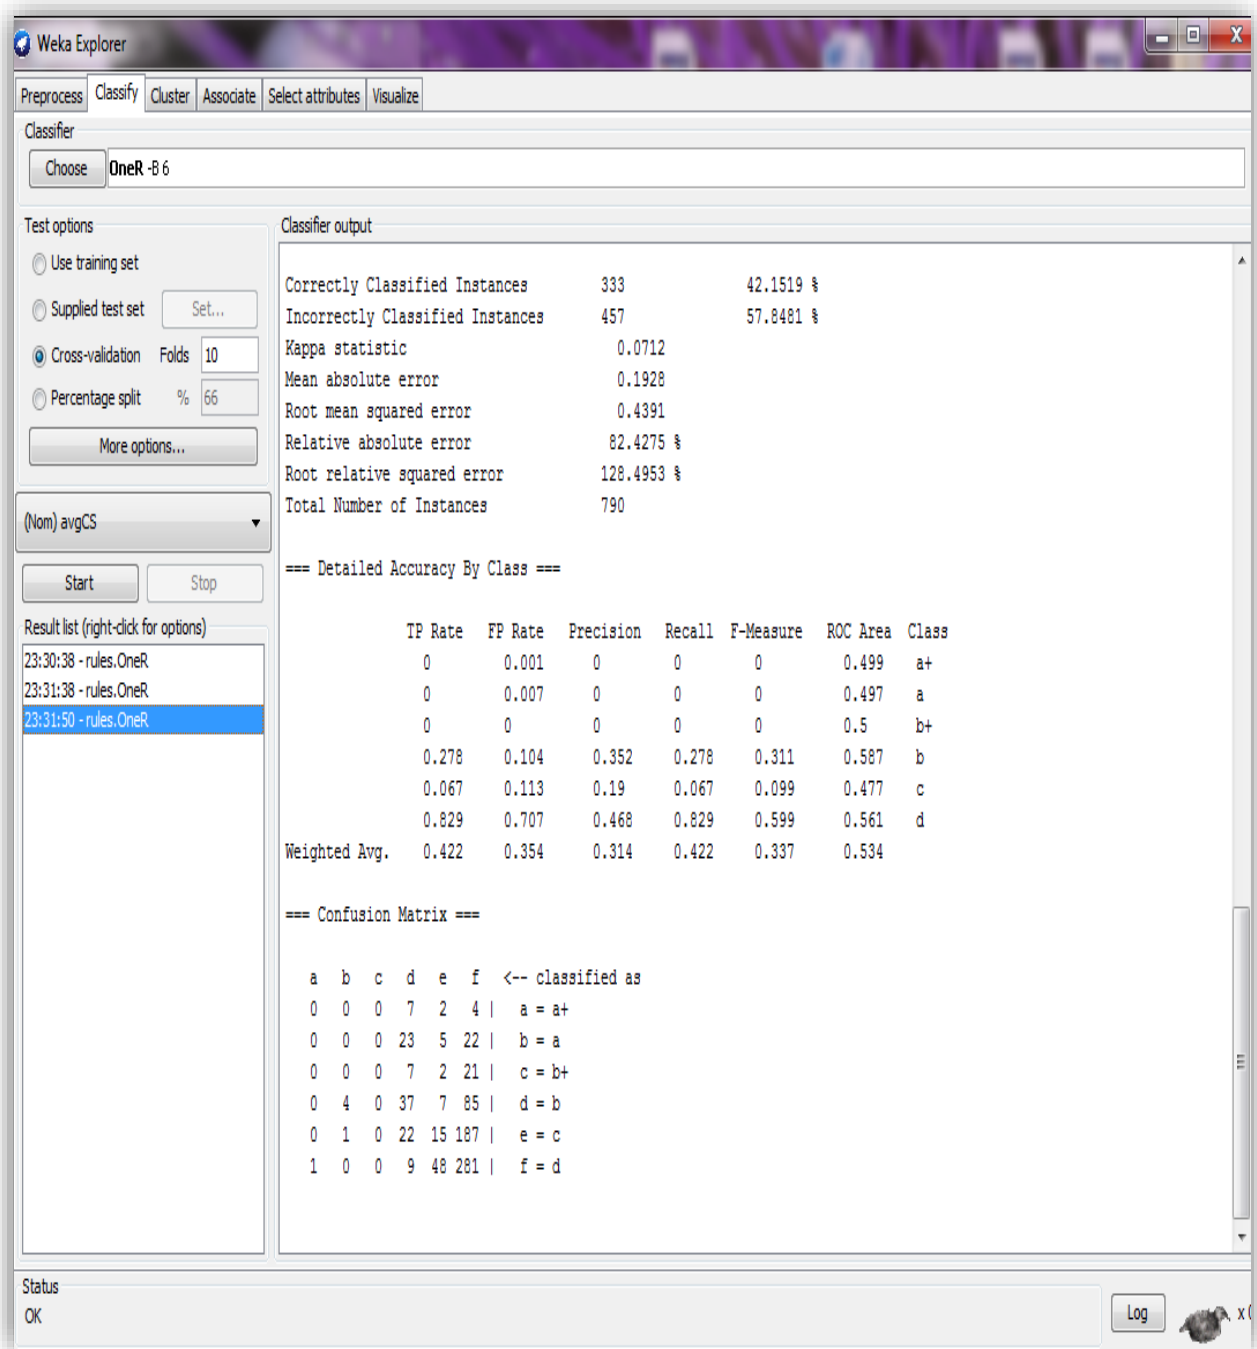 Weka Explorer
Preprocess Classify Cluster Associate Select attributes Visualize
Classifier
Choose OneR -B 6
Test options
Use training set
Supplied test set Set...
Cross-validation Folds 10
Percentage split % 66
More options...
(Nom) avgCS
Start Stop
Result list (right-click for options)
23:30:38 - rules.OneR
23:31:38 - rules.OneR
23:31:50 - rules.OneR
Classifier output
Correctly Classified Instances 333 42.1519 %
Incorrectly Classified Instances 457 57.8481 %
Kappa statistic 0.0712
Mean absolute error 0.1928
Root mean squared error 0.4391
Relative absolute error 82.4275 %
Root relative squared error 128.4953 %
Total Number of Instances 790
=== Detailed Accuracy By Class ===
TP Rate FP Rate Precision Recall F-Measure ROC Area Class
0 0.001 0 0 0 0.499 a+
0 0.007 0 0 0 0.497 a
0 0 0 0 0 0.5 b+
0.278 0.104 0.352 0.278 0.311 0.587 b
0.067 0.113 0.19 0.067 0.099 0.477 c
0.829 0.707 0.468 0.829 0.599 0.561 d
Weighted Avg. 0.422 0.354 0.314 0.422 0.337 0.534
=== Confusion Matrix ===
a b c d e f <-- classified as
0 0 0 7 2 4 | a = a+
0 0 0 23 5 22 | b = a
0 0 0 7 2 21 | c = b+
0 4 0 37 7 85 | d = b
0 1 0 22 15 187 | e = c
1 0 0 9 48 281 | f = d
Status
OK
Log
x